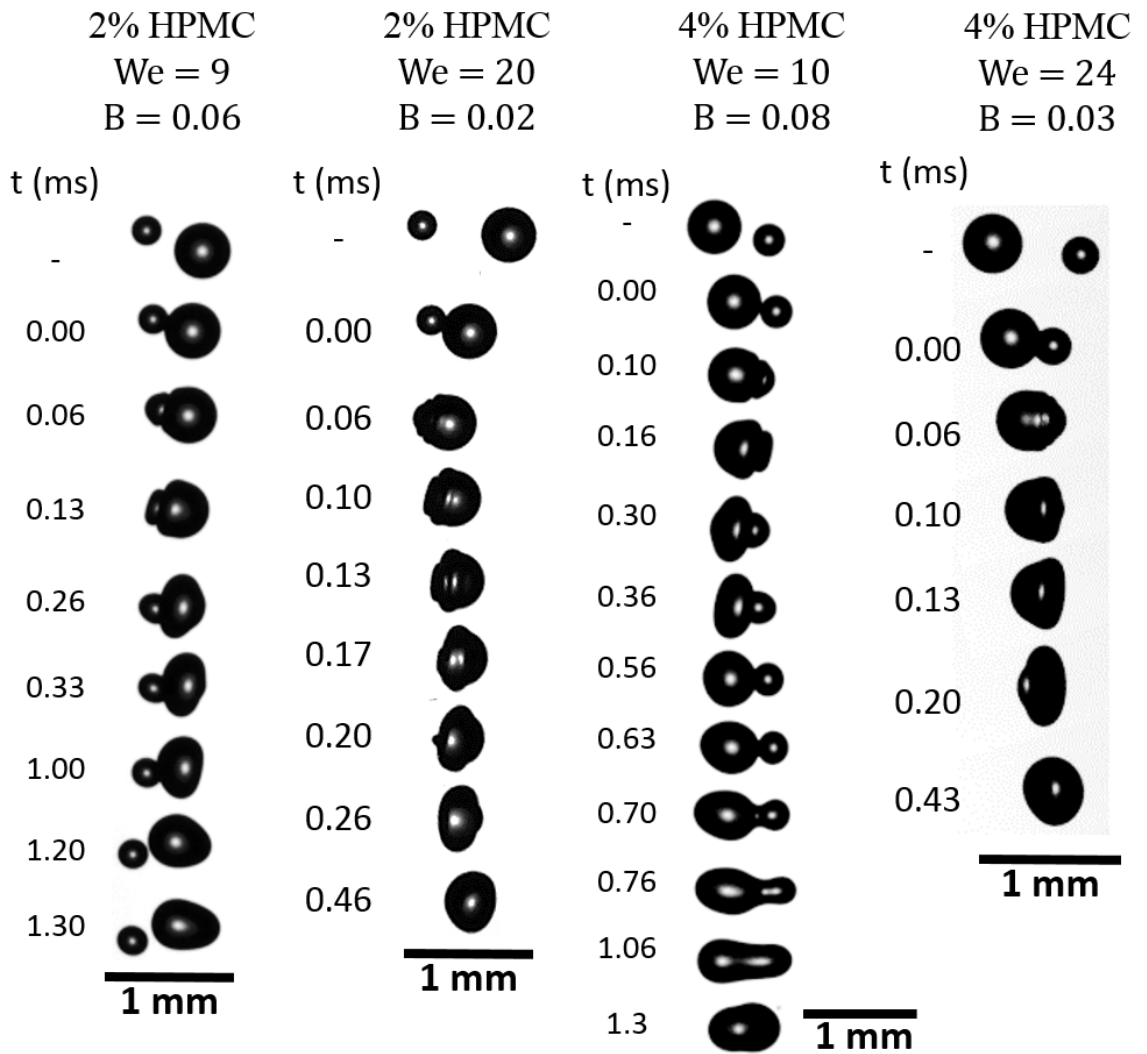 2% HPMC
We = 9
B = 0.06
t (ms)
-
0.00
0.06
0.13
0.26
0.33
1.00
1.20
1.30
1 mm
2% HPMC
We = 20
B = 0.02
t (ms)
-
0.00
0.06
0.10
0.13
0.17
0.20
0.26
0.46
1 mm
4% HPMC
We = 10
B = 0.08
t (ms)
-
0.00
0.10
0.16
0.30
0.36
0.56
0.63
0.70
0.76
1.06
1.3
1 mm
4% HPMC
We = 24
B = 0.03
t (ms)
-
0.00
0.06
0.10
0.13
0.20
0.43
1 mm